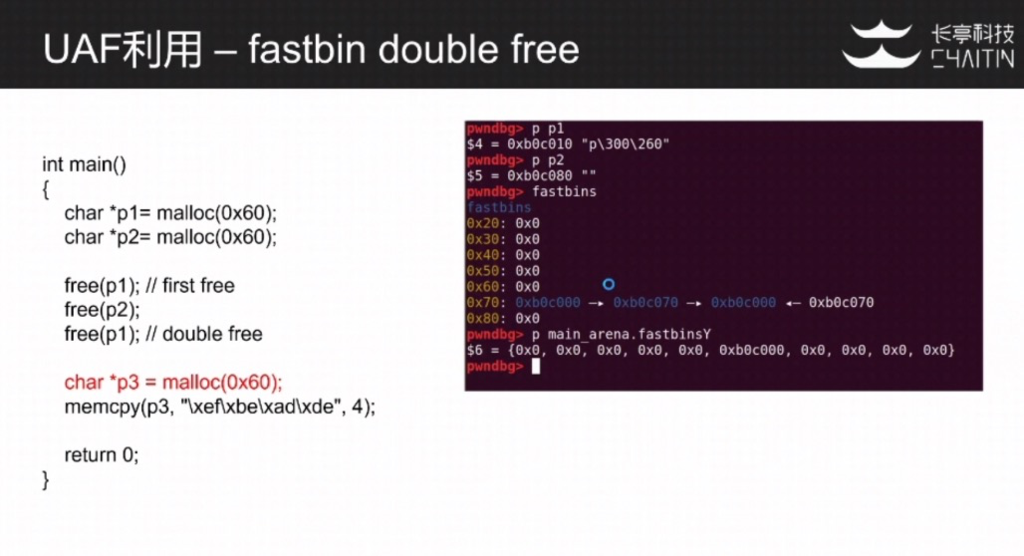 UAF利用 – fastbin double free
长亭科技
CHAITIN
int main()
{
char *p1= malloc(0x60);
char *p2= malloc(0x60);
free(p1); // first free
free(p2);
free(p1); // double free
char *p3 = malloc(0x60);
memcpy(p3, "\xef\xbe\xad\xde", 4);
return 0;
}
pwndbg> p p1
$4 = 0xb0c010 "p\300\260"
pwndbg> p p2
$5 = 0xb0c080 ""
pwndbg> fastbins
fastbins
0x20: 0x0
0x30: 0x0
0x40: 0x0
0x50: 0x0
0x60: 0x0
0x70: 0xb0c000 —▸ 0xb0c070 —▸ 0xb0c000 ◂— 0xb0c070
0x80: 0x0
pwndbg> p main_arena.fastbinsY
$6 = {0x0, 0x0, 0x0, 0x0, 0x0, 0xb0c000, 0x0, 0x0, 0x0, 0x0}
pwndbg>